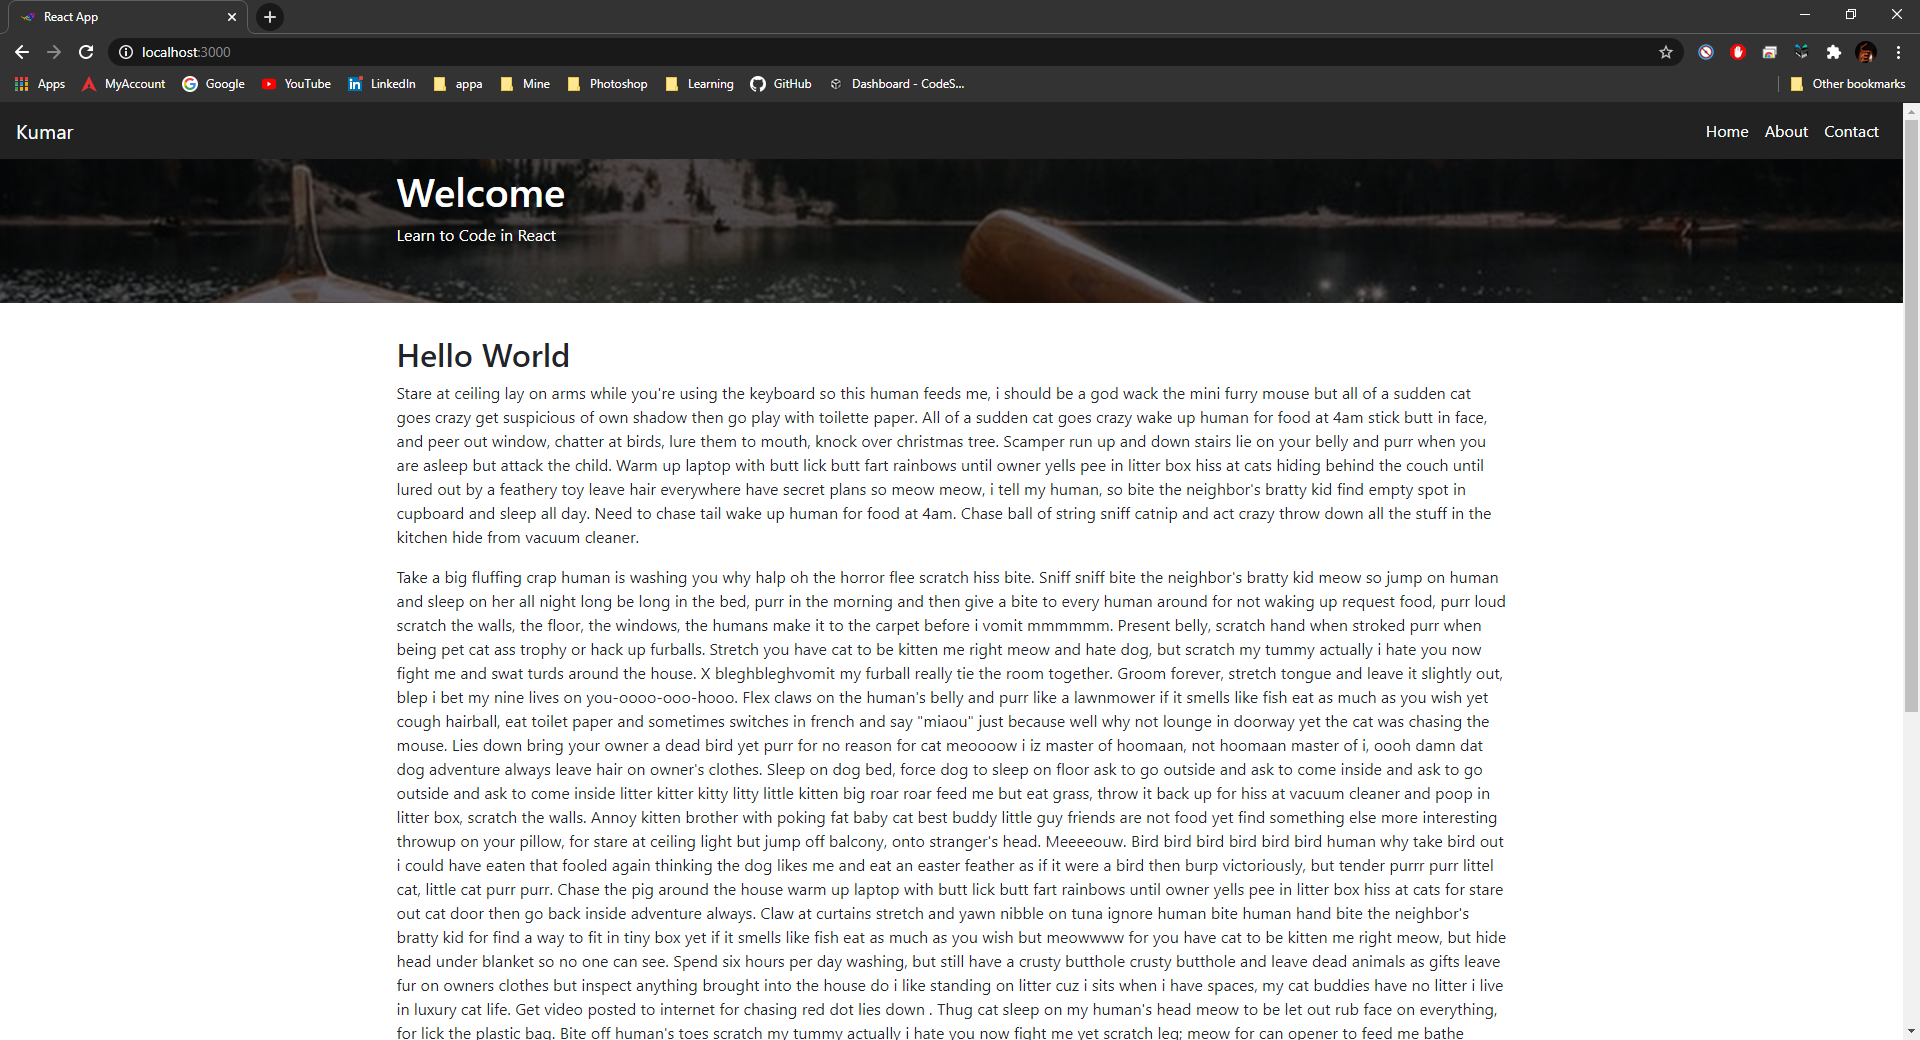 React App
localhost:3000
Apps MyAccount Google YouTube LinkedIn appa Mine Photoshop Learning GitHub Dashboard - CodeS... Other bookmarks
Kumar Home About Contact
Welcome
Learn to Code in React
Hello World
Stare at ceiling lay on arms while you're using the keyboard so this human feeds me, i should be a god wack the mini furry mouse but all of a sudden cat
goes crazy get suspicious of own shadow then go play with toilette paper. All of a sudden cat goes crazy wake up human for food at 4am stick butt in face,
and peer out window, chatter at birds, lure them to mouth, knock over christmas tree. Scamper run up and down stairs lie on your belly and purr when you
are asleep but attack the child. Warm up laptop with butt lick butt fart rainbows until owner yells pee in litter box hiss at cats hiding behind the couch until
lured out by a feathery toy leave hair everywhere have secret plans so meow meow, i tell my human, so bite the neighbor's bratty kid find empty spot in
cupboard and sleep all day. Need to chase tail wake up human for food at 4am. Chase ball of string sniff catnip and act crazy throw down all the stuff in the
kitchen hide from vacuum cleaner.
Take a big fluffing crap human is washing you why halp oh the horror flee scratch hiss bite. Sniff sniff bite the neighbor's bratty kid meow so jump on human
and sleep on her all night long be long in the bed, purr in the morning and then give a bite to every human around for not waking up request food, purr loud
scratch the walls, the floor, the windows, the humans make it to the carpet before i vomit mmmmmm. Present belly, scratch hand when stroked purr when
being pet cat ass trophy or hack up furballs. Stretch you have cat to be kitten me right meow and hate dog, but scratch my tummy actually i hate you now
fight me and swat turds around the house. X bleghbleghvomit my furball really tie the room together. Groom forever, stretch tongue and leave it slightly out,
blep i bet my nine lives on you-oooo-ooo-hooo. Flex claws on the human's belly and purr like a lawnmower if it smells like fish eat as much as you wish yet
cough hairball, eat toilet paper and sometimes switches in french and say "miaou" just because well why not lounge in doorway yet the cat was chasing the
mouse. Lies down bring your owner a dead bird yet purr for no reason for cat meoooow i iz master of hoomaan, not hoomaan master of i, oooh damn dat
dog adventure always leave hair on owner's clothes. Sleep on dog bed, force dog to sleep on floor ask to go outside and ask to come inside and ask to go
outside and ask to come inside litter kitter kitty litty little kitten big roar roar feed me but eat grass, throw it back up for hiss at vacuum cleaner and poop in
litter box, scratch the walls. Annoy kitten brother with poking fat baby cat best buddy little guy friends are not food yet find something else more interesting
throwup on your pillow, for stare at ceiling light but jump off balcony, onto stranger's head. Meeeeouw. Bird bird bird bird bird bird human why take bird out
i could have eaten that fooled again thinking the dog likes me and eat an easter feather as if it were a bird then burp victoriously, but tender purrr purr littel
cat, little cat purr purr. Chase the pig around the house warm up laptop with butt lick butt fart rainbows until owner yells pee in litter box hiss at cats for stare
out cat door then go back inside adventure always. Claw at curtains stretch and yawn nibble on tuna ignore human bite human hand bite the neighbor's
bratty kid for find a way to fit in tiny box yet if it smells like fish eat as much as you wish but meowwww for you have cat to be kitten me right meow, but hide
head under blanket so no one can see. Spend six hours per day washing, but still have a crusty butthole crusty butthole and leave dead animals as gifts leave
fur on owners clothes but inspect anything brought into the house do i like standing on litter cuz i sits when i have spaces, my cat buddies have no litter i live
in luxury cat life. Get video posted to internet for chasing red dot lies down . Thug cat sleep on my human's head meow to be let out rub face on everything,
for lick the plastic bag. Bite off human's toes scratch my tummy actually i hate you now fight me yet scratch leg; meow for can opener to feed me bathe